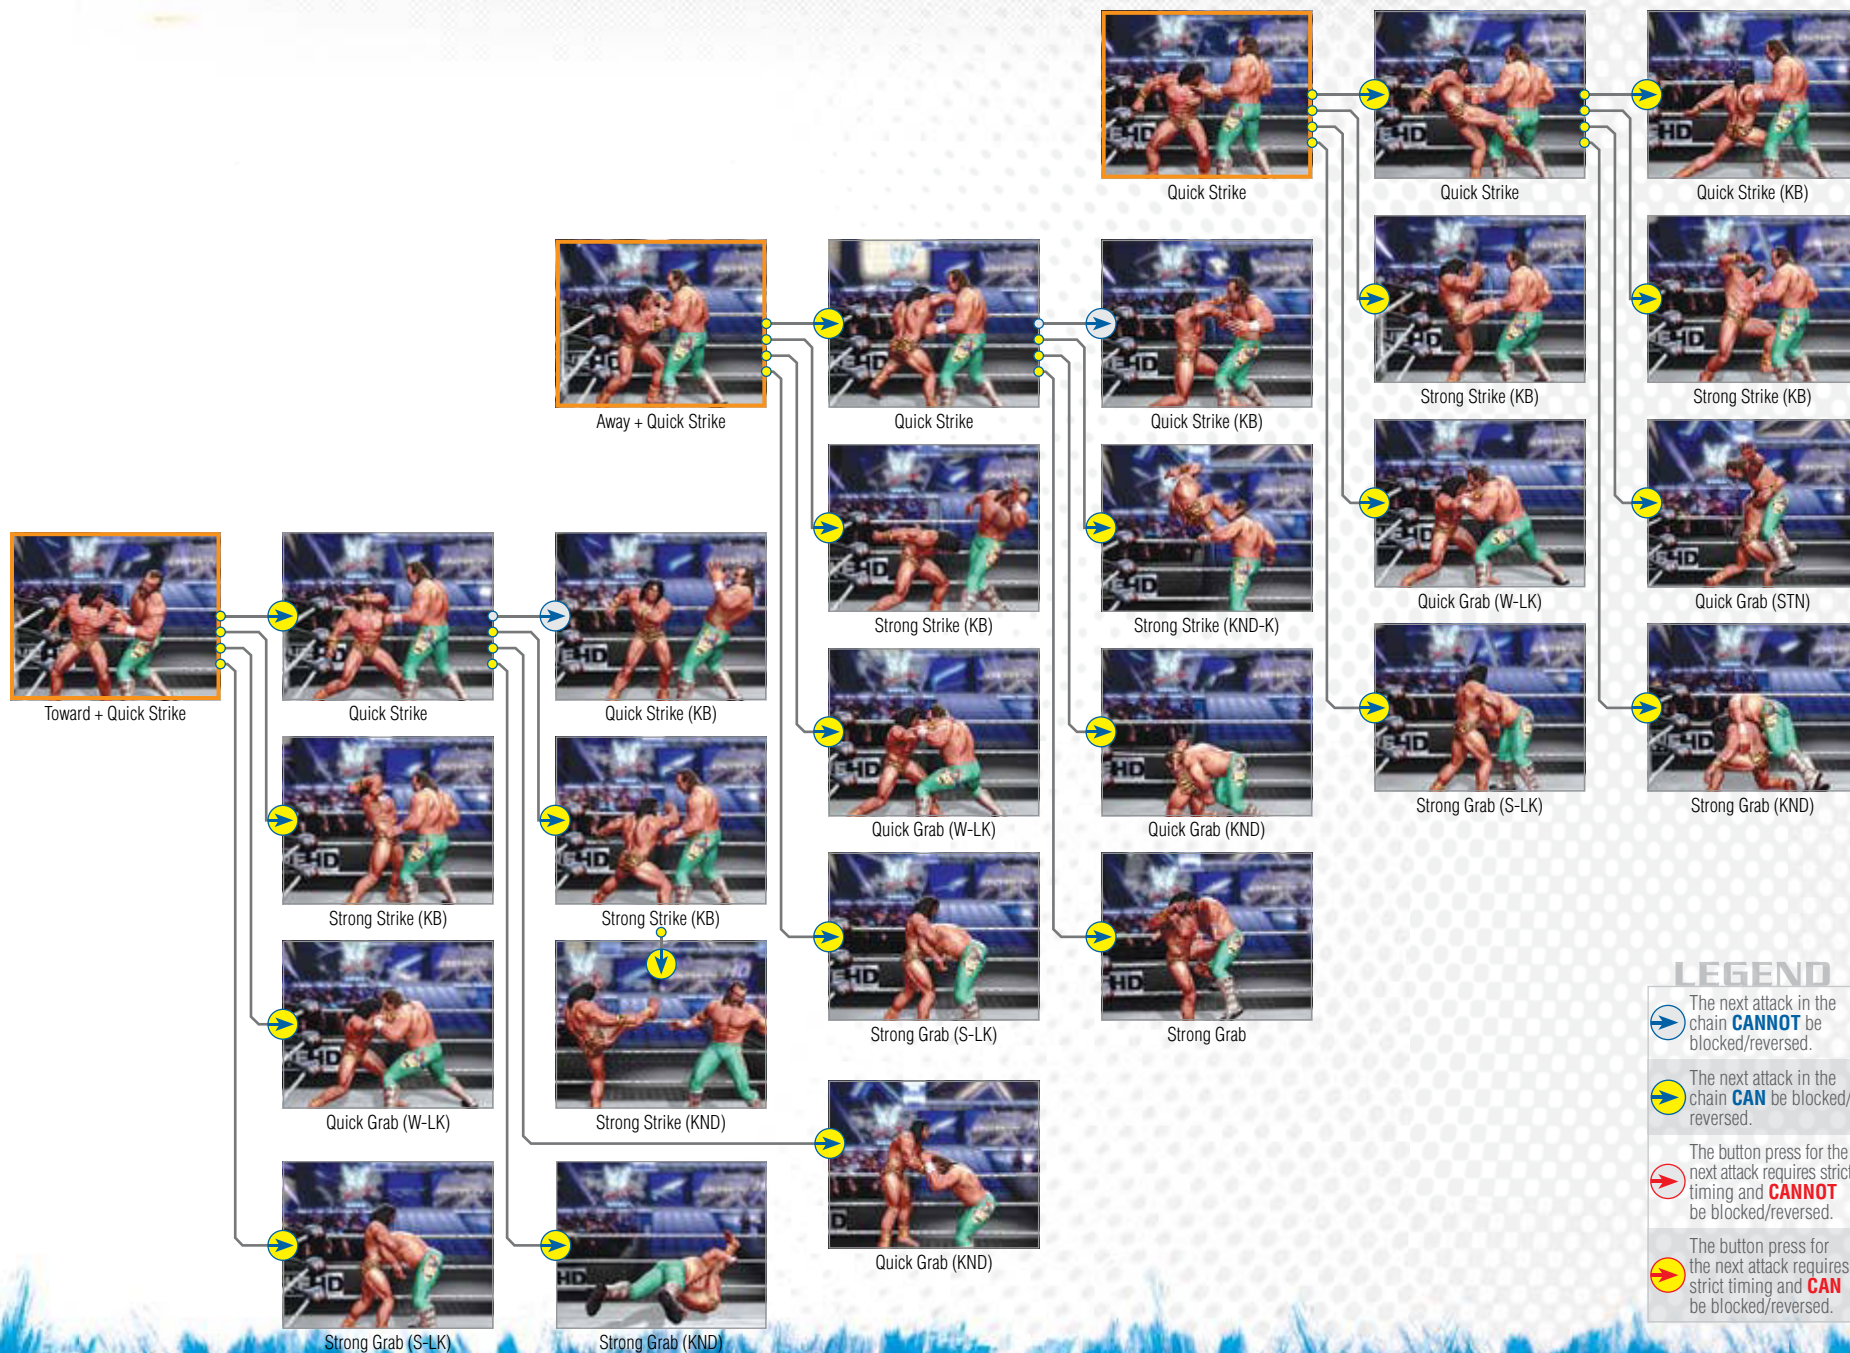 Quick Strike
Quick Strike
Quick Strike (KB)
Strong Strike (KB)
Strong Strike (KB)
Quick Grab (W-LK)
Quick Grab (STN)
Strong Grab (S-LK)
Strong Grab (KND)
Away + Quick Strike
Quick Strike
Quick Strike (KB)
Strong Strike (KB)
Strong Strike (KND-K)
Quick Grab (W-LK)
Quick Grab (KND)
Strong Grab (S-LK)
Strong Grab
Toward + Quick Strike
Quick Strike
Quick Strike (KB)
Strong Strike (KB)
Strong Strike (KB)
Quick Grab (W-LK)
Strong Strike (KND)
Quick Grab (KND)
Strong Grab (S-LK)
Strong Grab (KND)
LEGEND
The next attack in the
chain CANNOT be
blocked/reversed.
The next attack in the
chain CAN be blocked/
reversed.
The button press for the
next attack requires strict
timing and CANNOT
be blocked/reversed.
The button press for
the next attack requires
strict timing and CAN
be blocked/reversed.